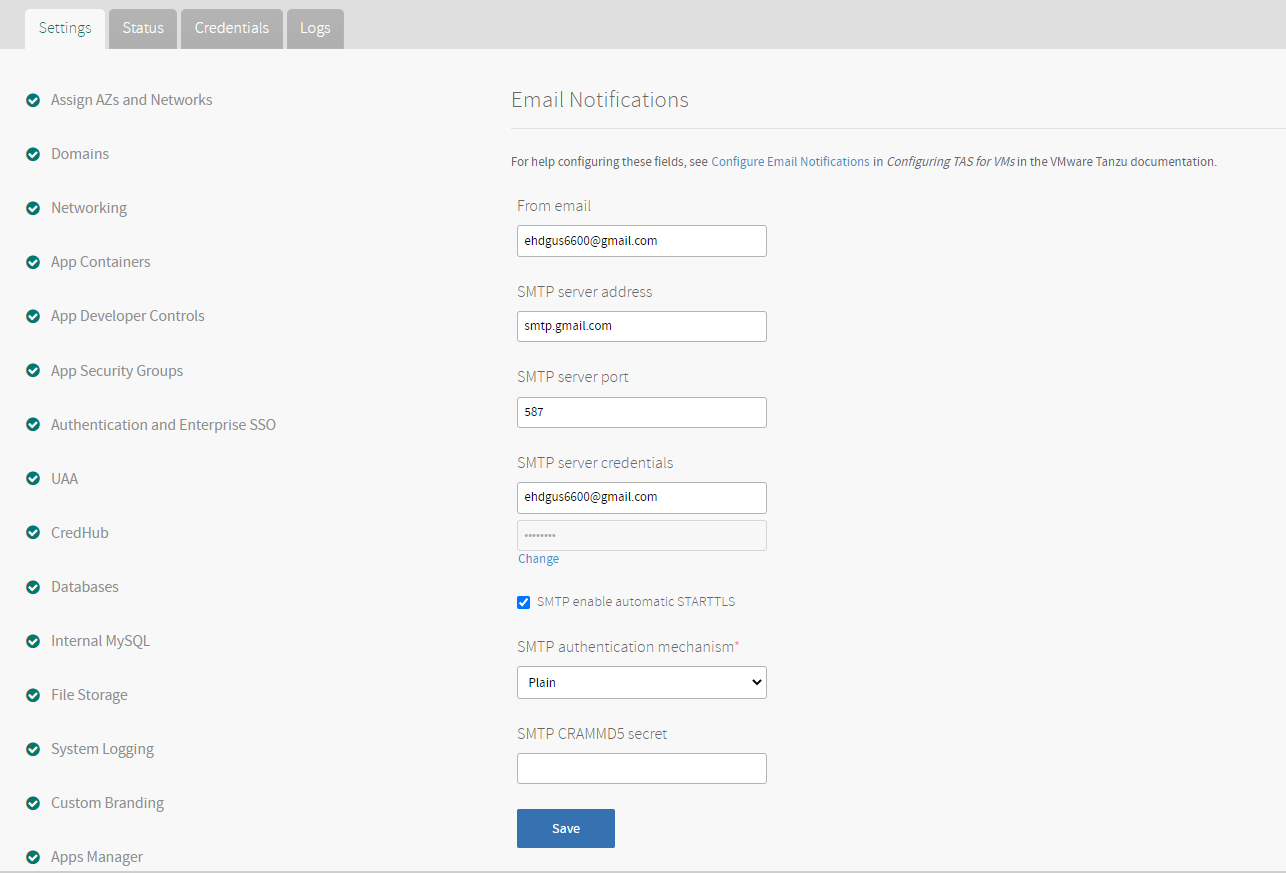 Settings
Status
Credentials
Logs
Assign AZs and Networks
Domains
Networking
App Containers
App Developer Controls
App Security Groups
Authentication and Enterprise SSO
UAA
CredHub
Databases
Internal MySQL
File Storage
System Logging
Custom Branding
Apps Manager
Email Notifications
For help configuring these fields, see Configure Email Notifications in Configuring TAS for VMs in the VMware Tanzu documentation.
From email
ehdgus6600@gmail.com
SMTP server address
smtp.gmail.com
SMTP server port
587
SMTP server credentials
ehdgus6600@gmail.com
••••••••
Change
SMTP enable automatic STARTTLS
SMTP authentication mechanism*
Plain
SMTP CRAMMD5 secret
Save